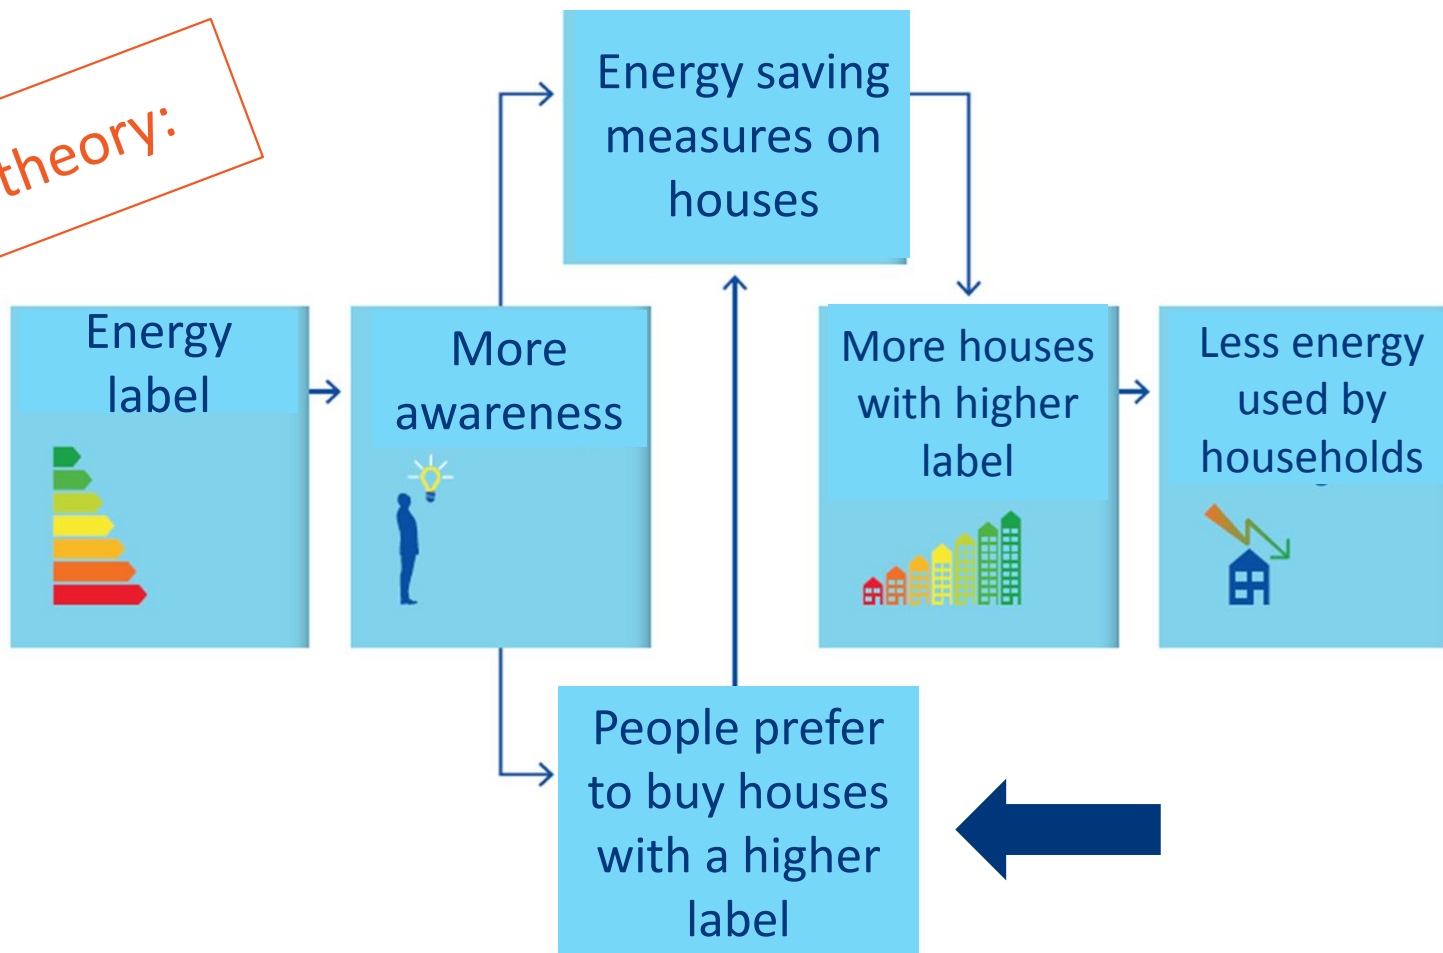 theory:
Energy saving
measures on
houses
Energy
label
More
awareness
More houses
with higher
label
Less energy
used by
households
People prefer
to buy houses
with a higher
label